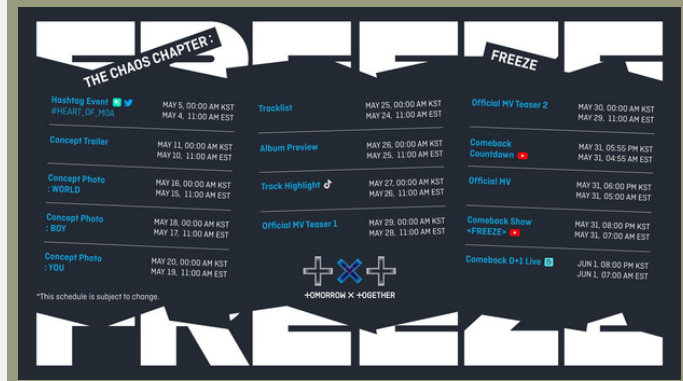 FREEZE
THE CHAOS CHAPTER :
FREEZE
Hashtag Event
#HEART_OF_MOA
MAY 5, 00:00 AM KST
MAY 4, 11:00 AM EST
Concept Trailer
MAY 11, 00:00 AM KST
MAY 10, 11:00 AM EST
Concept Photo
: WORLD
MAY 16, 00:00 AM KST
MAY 15, 11:00 AM EST
Concept Photo
: BOY
MAY 18, 00:00 AM KST
MAY 17, 11:00 AM EST
Concept Photo
: YOU
MAY 20, 00:00 AM KST
MAY 19, 11:00 AM EST
*This schedule is subject to change.
Tracklist
MAY 25, 00:00 AM KST
MAY 24, 11:00 AM EST
Album Preview
MAY 26, 00:00 AM KST
MAY 25, 11:00 AM EST
Track Highlight
MAY 27, 00:00 AM KST
MAY 26, 11:00 AM EST
Official MV Teaser 1
MAY 29, 00:00 AM KST
MAY 28, 11:00 AM EST
TOMORROW X TOGETHER
Official MV Teaser 2
MAY 30, 00:00 AM KST
MAY 29, 11:00 AM EST
Comeback
Countdown
MAY 31, 05:55 PM KST
MAY 31, 04:55 AM EST
Official MV
MAY 31, 06:00 PM KST
MAY 31, 05:00 AM EST
Comeback Show
<FREEZE>
MAY 31, 08:00 PM KST
MAY 31, 07:00 AM EST
Comeback D+1 Live
JUN 1, 08:00 PM KST
JUN 1, 07:00 AM EST
FREEZE